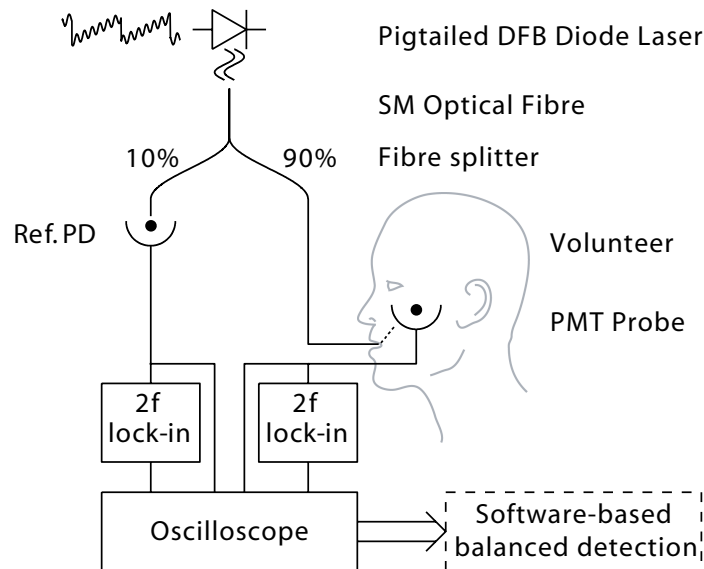 Pigtailed DFB Diode Laser
SM Optical Fibre
10%
90%
Fibre splitter
Ref. PD
Volunteer
PMT Probe
2f
lock-in
2f
lock-in
Oscilloscope
Software-based
balanced detection